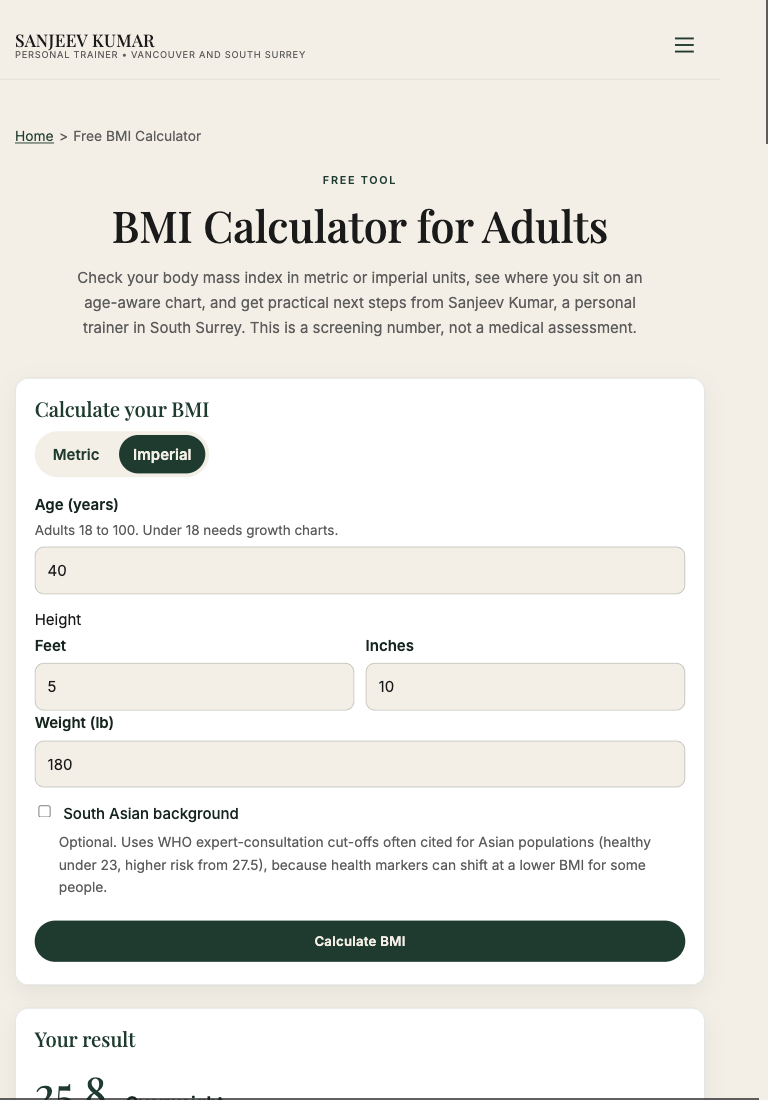 SANJEEV KUMAR
PERSONAL TRAINER • VANCOUVER AND SOUTH SURREY
Home > Free BMI Calculator
FREE TOOL
BMI Calculator for Adults
Check your body mass index in metric or imperial units, see where you sit on an
age-aware chart, and get practical next steps from Sanjeev Kumar, a personal
trainer in South Surrey. This is a screening number, not a medical assessment.
Calculate your BMI
Metric Imperial
Age (years)
Adults 18 to 100. Under 18 needs growth charts.
40
Height
Feet Inches
5 10
Weight (lb)
180
South Asian background
Optional. Uses WHO expert-consultation cut-offs often cited for Asian populations (healthy
under 23, higher risk from 27.5), because health markers can shift at a lower BMI for some
people.
Calculate BMI
Your result
25.8 Overweight